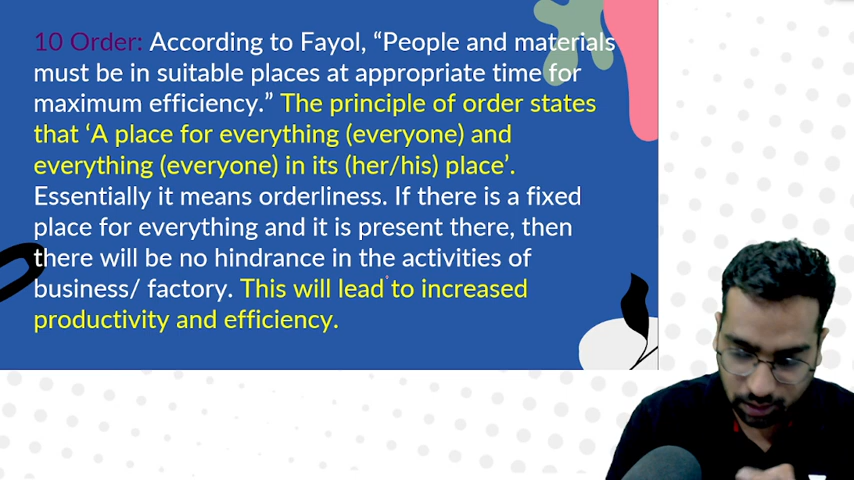 10 Order: According to Fayol, “People and materials
must be in suitable places at appropriate time for
maximum efficiency.” The principle of order states
that ‘A place for everything (everyone) and
everything (everyone) in its (her/his) place’.
Essentially it means orderliness. If there is a fixed
place for everything and it is present there, then
there will be no hindrance in the activities of
business/ factory. This will lead to increased
productivity and efficiency.